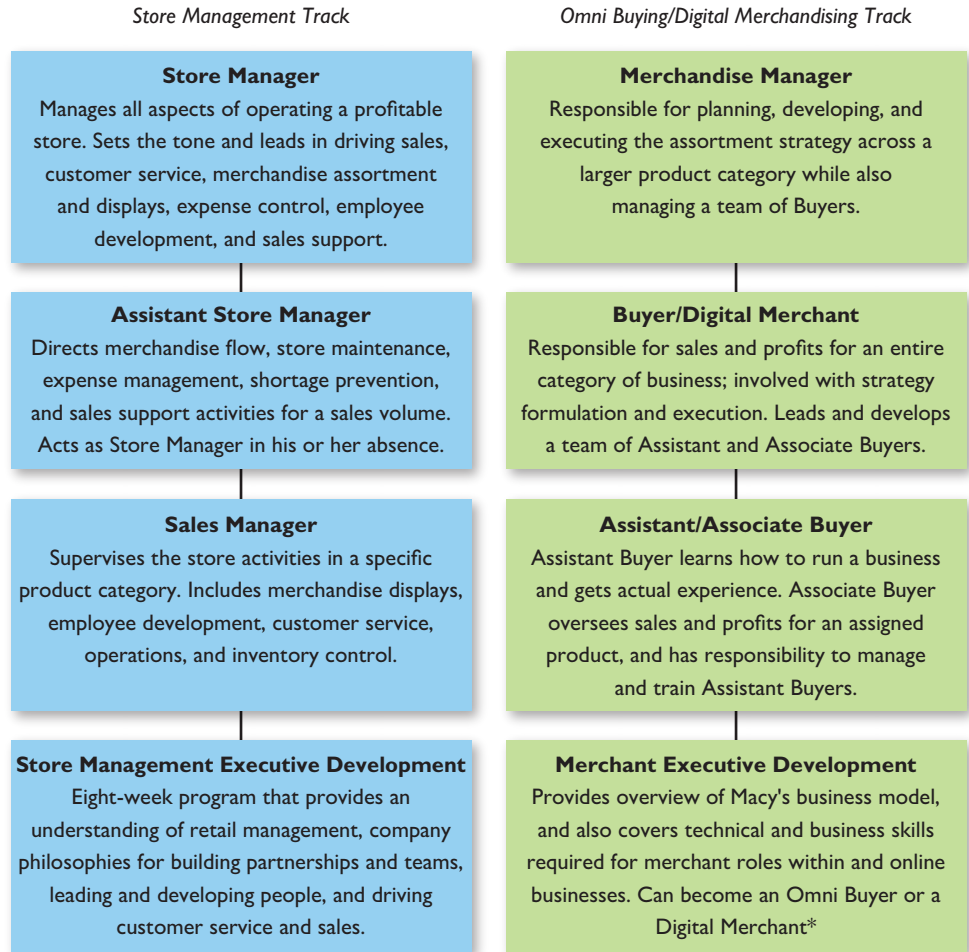 Store Management Track
Omni Buying/Digital Merchandising Track
Store Manager
Manages all aspects of operating a profitable
store. Sets the tone and leads in driving sales,
customer service, merchandise assortment
and displays, expense control, employee
development, and sales support.
Merchandise Manager
Responsible for planning, developing, and
executing the assortment strategy across a
larger product category while also
managing a team of Buyers.
Assistant Store Manager
Directs merchandise flow, store maintenance,
expense management, shortage prevention,
and sales support activities for a sales volume.
Acts as Store Manager in his or her absence.
Buyer/Digital Merchant
Responsible for sales and profits for an entire
category of business; involved with strategy
formulation and execution. Leads and develops
a team of Assistant and Associate Buyers.
Sales Manager
Supervises the store activities in a specific
product category. Includes merchandise displays,
employee development, customer service,
operations, and inventory control.
Assistant/Associate Buyer
Assistant Buyer learns how to run a business
and gets actual experience. Associate Buyer
oversees sales and profits for an assigned
product, and has responsibility to manage
and train Assistant Buyers.
Store Management Executive Development
Eight-week program that provides an
understanding of retail management, company
philosophies for building partnerships and teams,
leading and developing people, and driving
customer service and sales.
Merchant Executive Development
Provides overview of Macy's business model,
and also covers technical and business skills
required for merchant roles within and online
businesses. Can become an Omni Buyer or a
Digital Merchant*